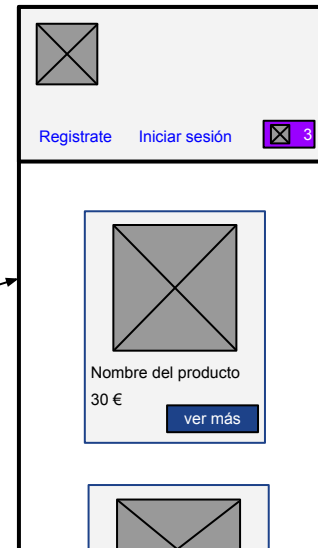 Registrate Iniciar sesión 3
Nombre del producto
30 €
ver más